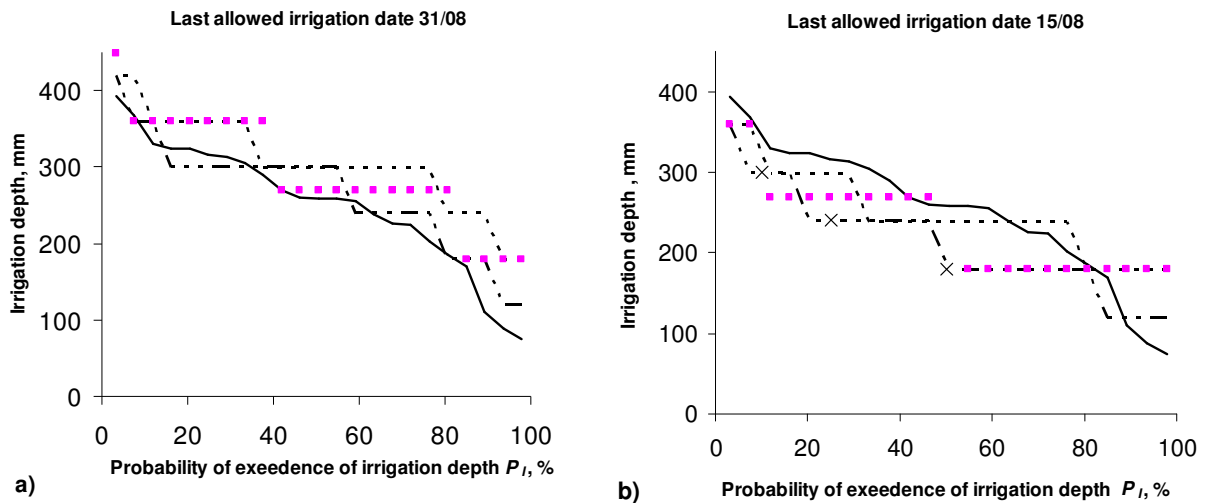 Last allowed irrigation date 31/08
Irrigation depth, mm
400
300
200
100
0
0 20 40 60 80 100
Probability of exeedence of irrigation depth P I, %
a)
Last allowed irrigation date 15/08
Irrigation depth , mm
400
300
200
100
0
0 20 40 60 80 100
Probability of exeedence of irrigation depth P I, %
b)